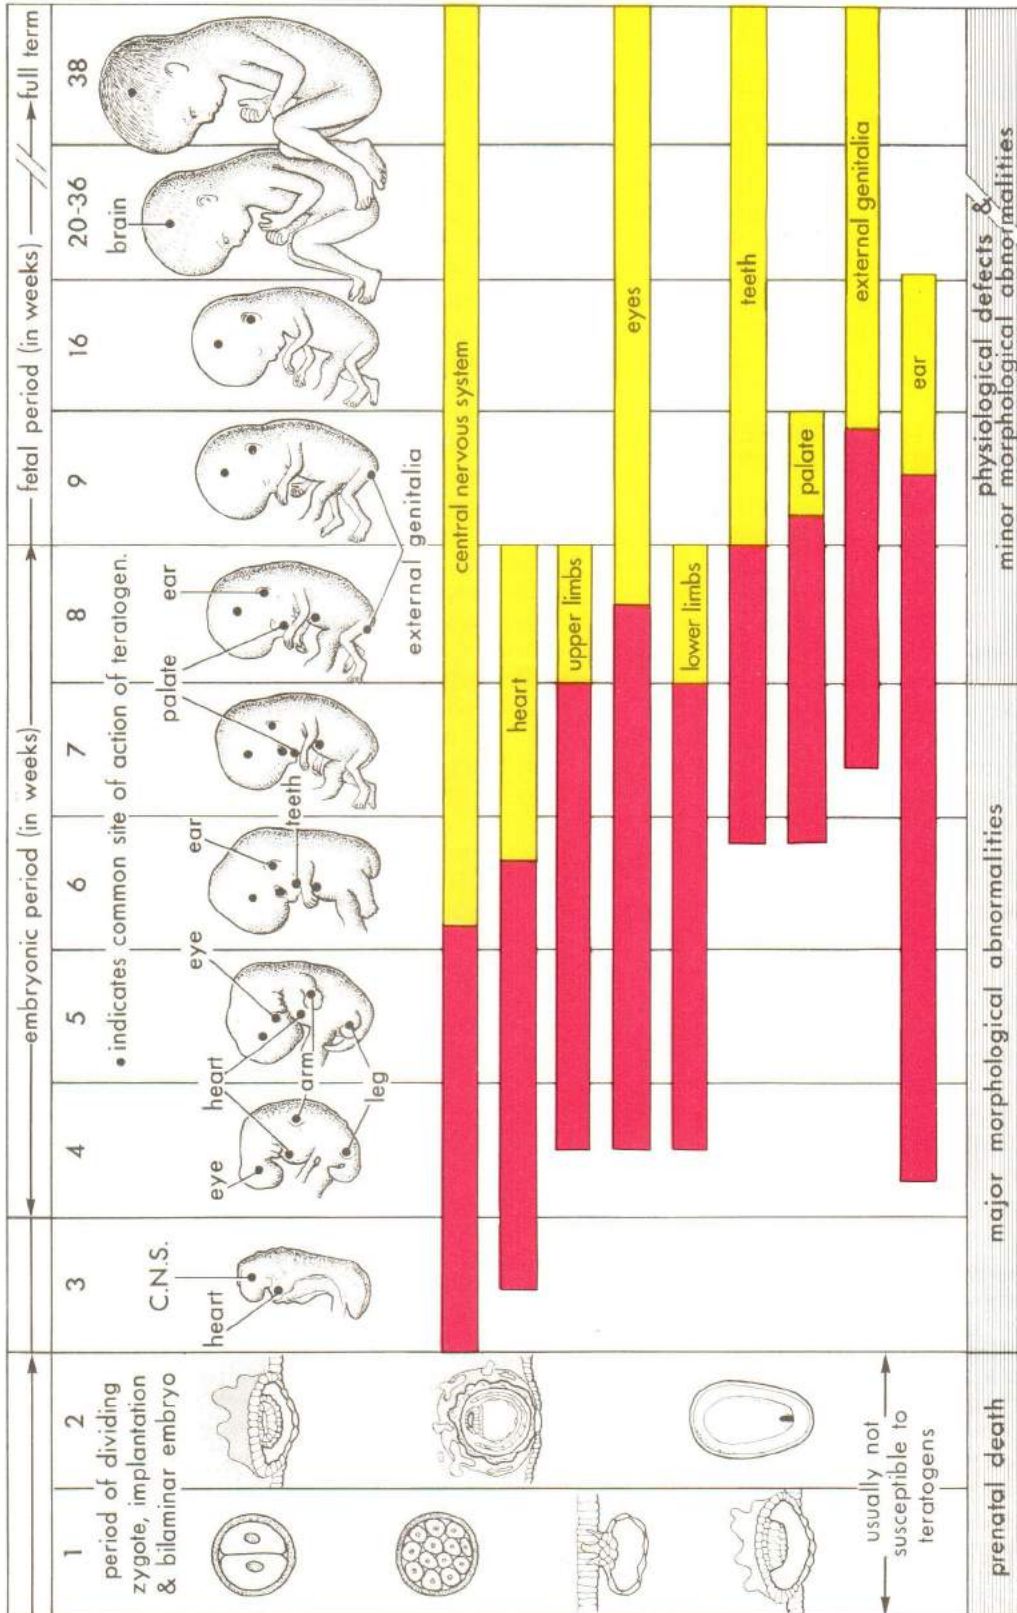 embryonic period (in weeks)
fetal period (in weeks)
full term
1
2
3
4
5
6
7
8
9
16
20-36
38
period of dividing
zygote, implantation
& bilaminar embryo
• indicates common site of action of teratogen.
C.N.S.
heart
eye
heart
arm
leg
eye
ear
teeth
palate
ear
external genitalia
brain
central nervous system
heart
upper limbs
eyes
lower limbs
teeth
palate
external genitalia
ear
usually not
susceptible to
teratogens
prenatal death
major morphological abnormalities
physiological defects &
minor morphological abnormalities